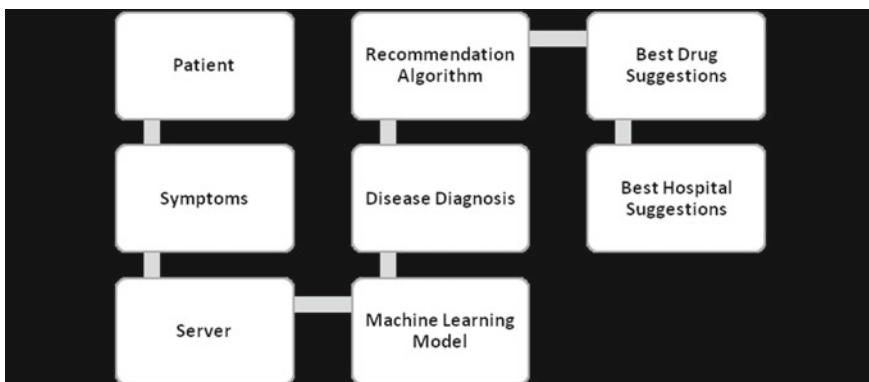 Patient
Symptoms
Server
Machine Learning
Model
Disease Diagnosis
Recommendation
Algorithm
Best Drug
Suggestions
Best Hospital
Suggestions